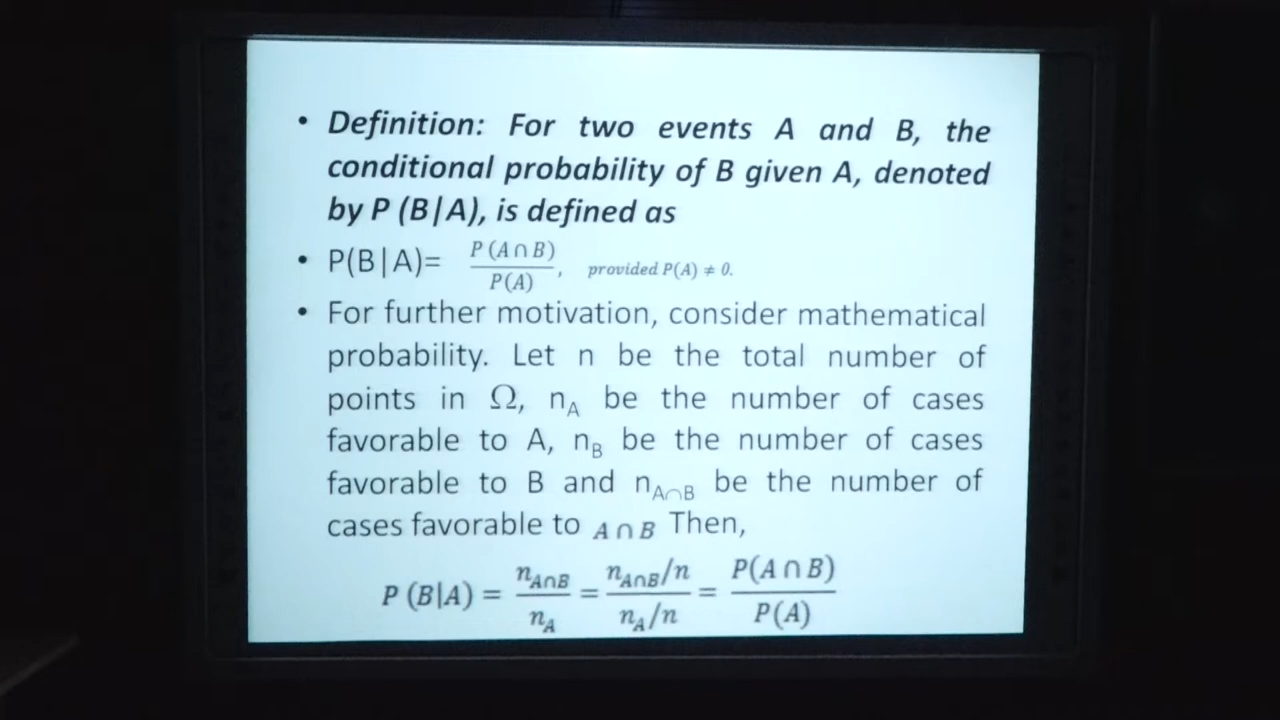 • Definition: For two events A and B, the
conditional probability of B given A, denoted
by P (B|A), is defined as
• P(B|A)= P (A∩B) / P(A) , provided P(A) ≠ 0.
• For further motivation, consider mathematical
probability. Let n be the total number of
points in Ω, n_A be the number of cases
favorable to A, n_B be the number of cases
favorable to B and n_A∩B be the number of
cases favorable to A∩B Then,
P (B|A) = n_A∩B / n_A = n_A∩B/n / n_A/n = P(A∩B) / P(A)